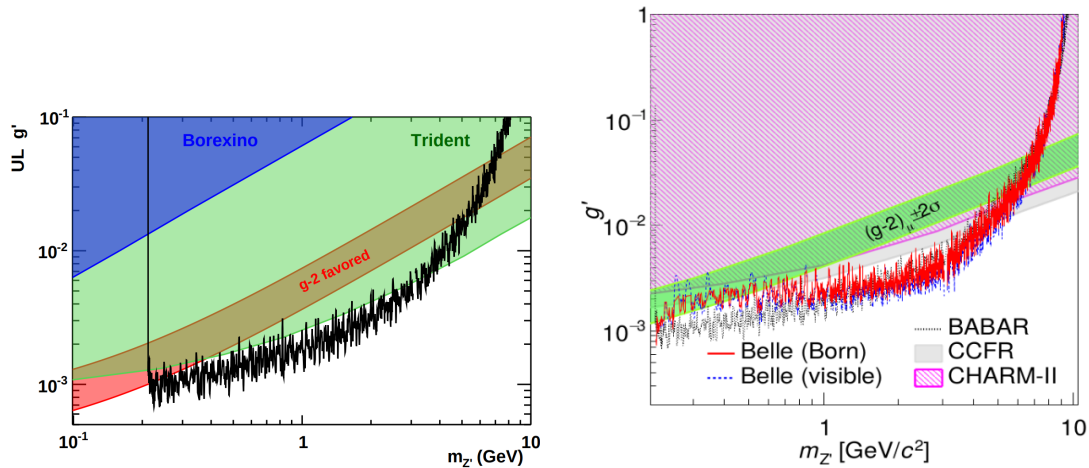 UL g'
10⁻¹
10⁻²
10⁻³
Borexino
Trident
g-2 favored
10⁻¹
1
10
m_Z' (GeV)
g'
1
10⁻¹
10⁻²
10⁻³
(g-2)_μ ±2σ
BABAR
Belle (Born)
CCFR
Belle (visible)
CHARM-II
1
10
m_Z' [GeV/c²]